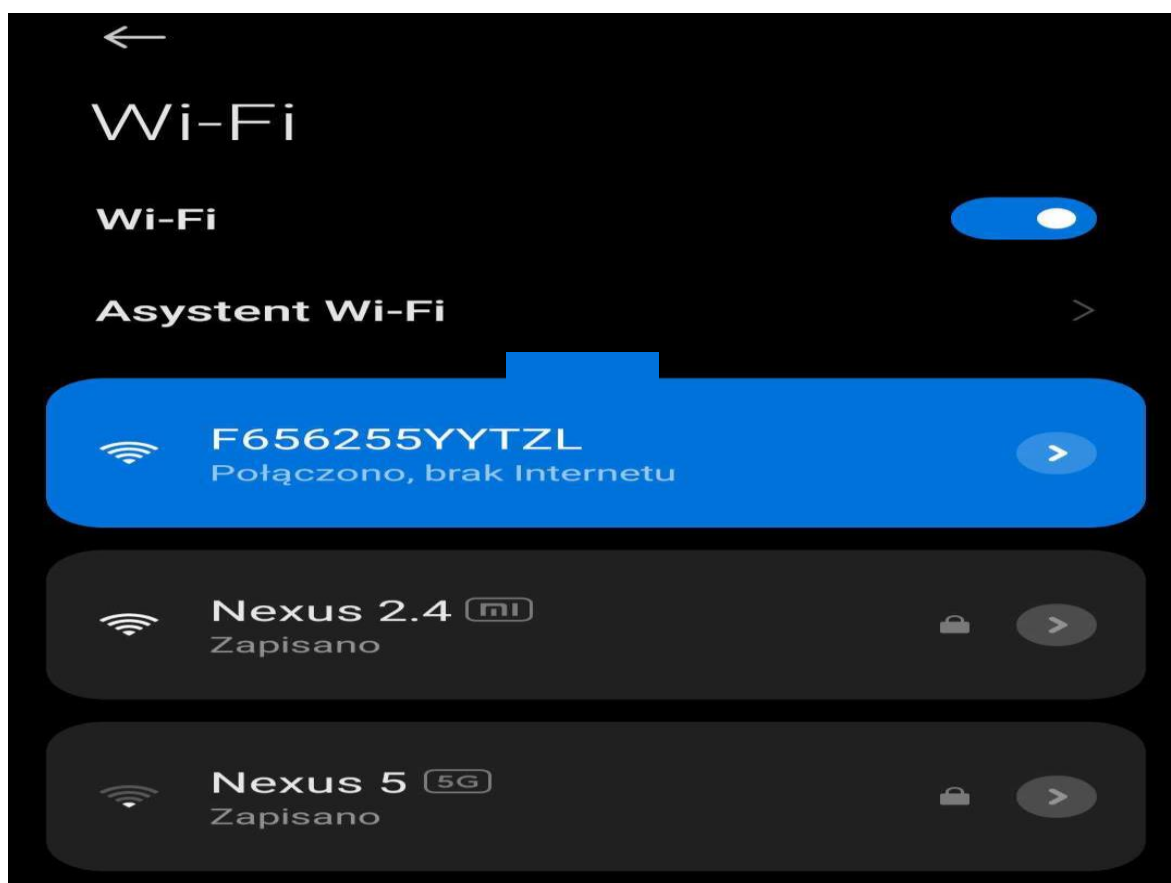 Wi-Fi
Wi-Fi
Asystent Wi-Fi
F656255YYTZL
Połączono, brak Internetu
Nexus 2.4 MI
Zapisano
Nexus 5 5G
Zapisano